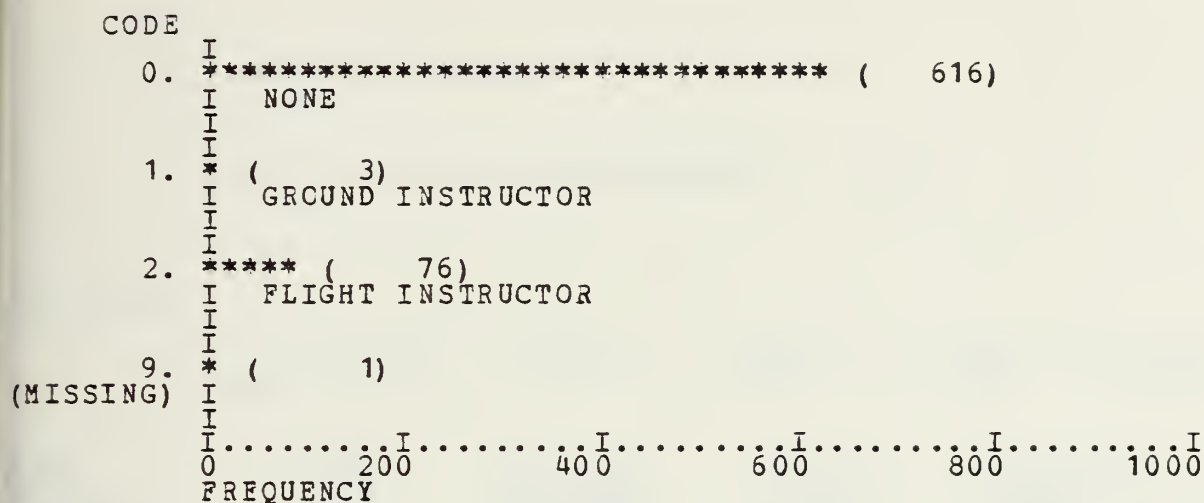 CODE
I
0. ********************************* ( 616)
I NONE
I
I
1. * ( 3)
I GROUND INSTRUCTOR
I
I
2. ***** ( 76)
I FLIGHT INSTRUCTOR
I
I
9. * ( 1)
(MISSING) I
I
I.........I.........I.........I.........I.........I
0 200 400 600 800 1000
FREQUENCY